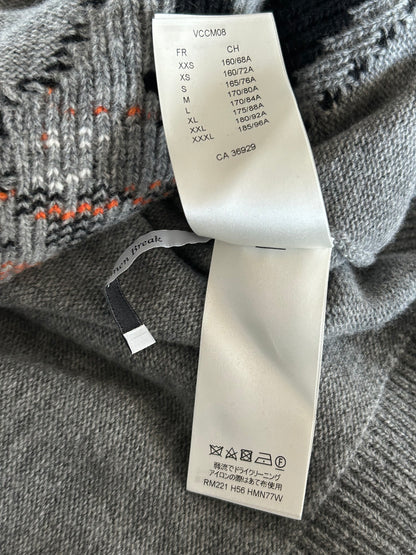 VCCM08
FR CH
XXS 160/68A
XS 160/72A
S 165/76A
M 170/80A
L 170/84A
XL 175/88A
XXL 180/92A
XXXL 185/96A
CA 36929
Break
F
でドライクリーニング
アイロンの際はあて布使用
RM221 H56 HMN77W